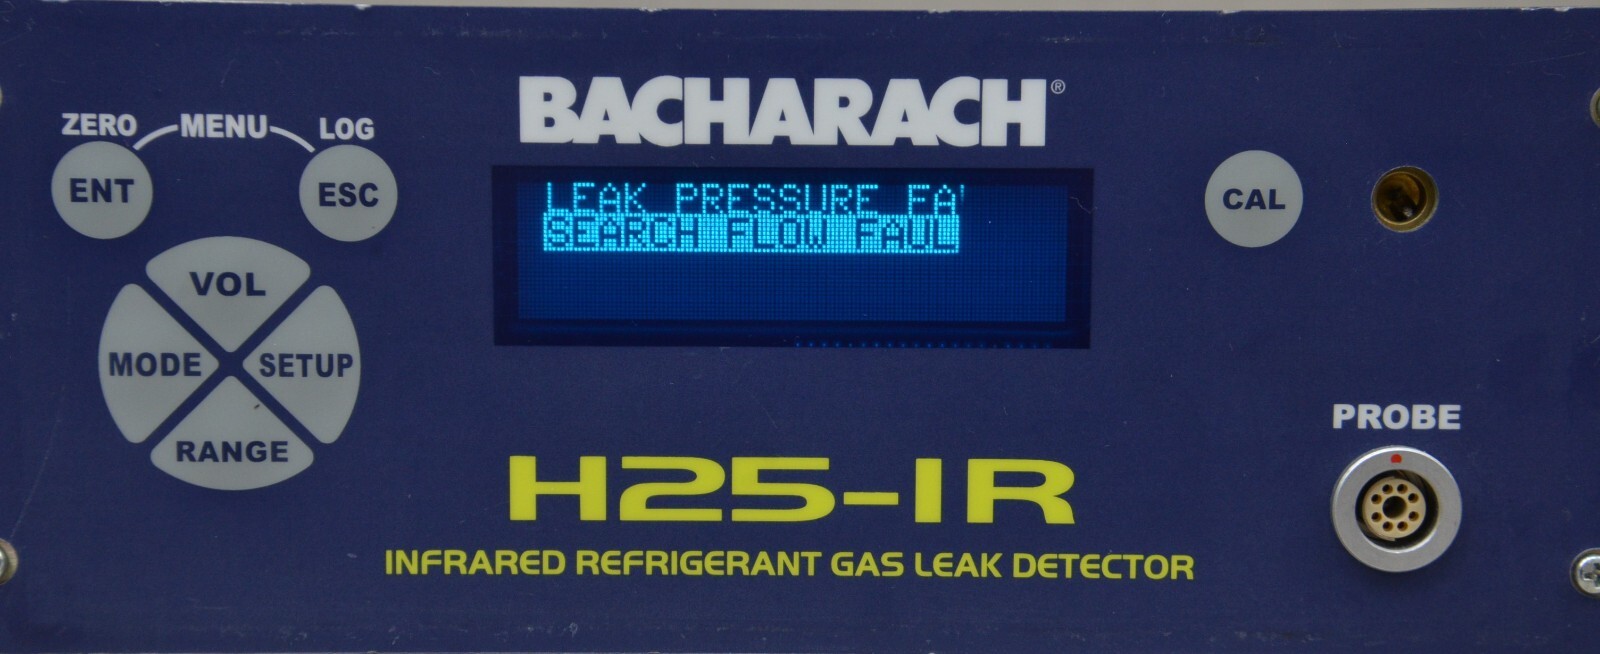 BACHARACH®
ZERO MENU LOG
ENT
ESC
LEAK PRESSURE FA
SEARCH FLOW FAUL
CAL
VOL
MODE
SETUP
RANGE
PROBE
H25-IR
INFRARED REFRIGERANT GAS LEAK DETECTOR